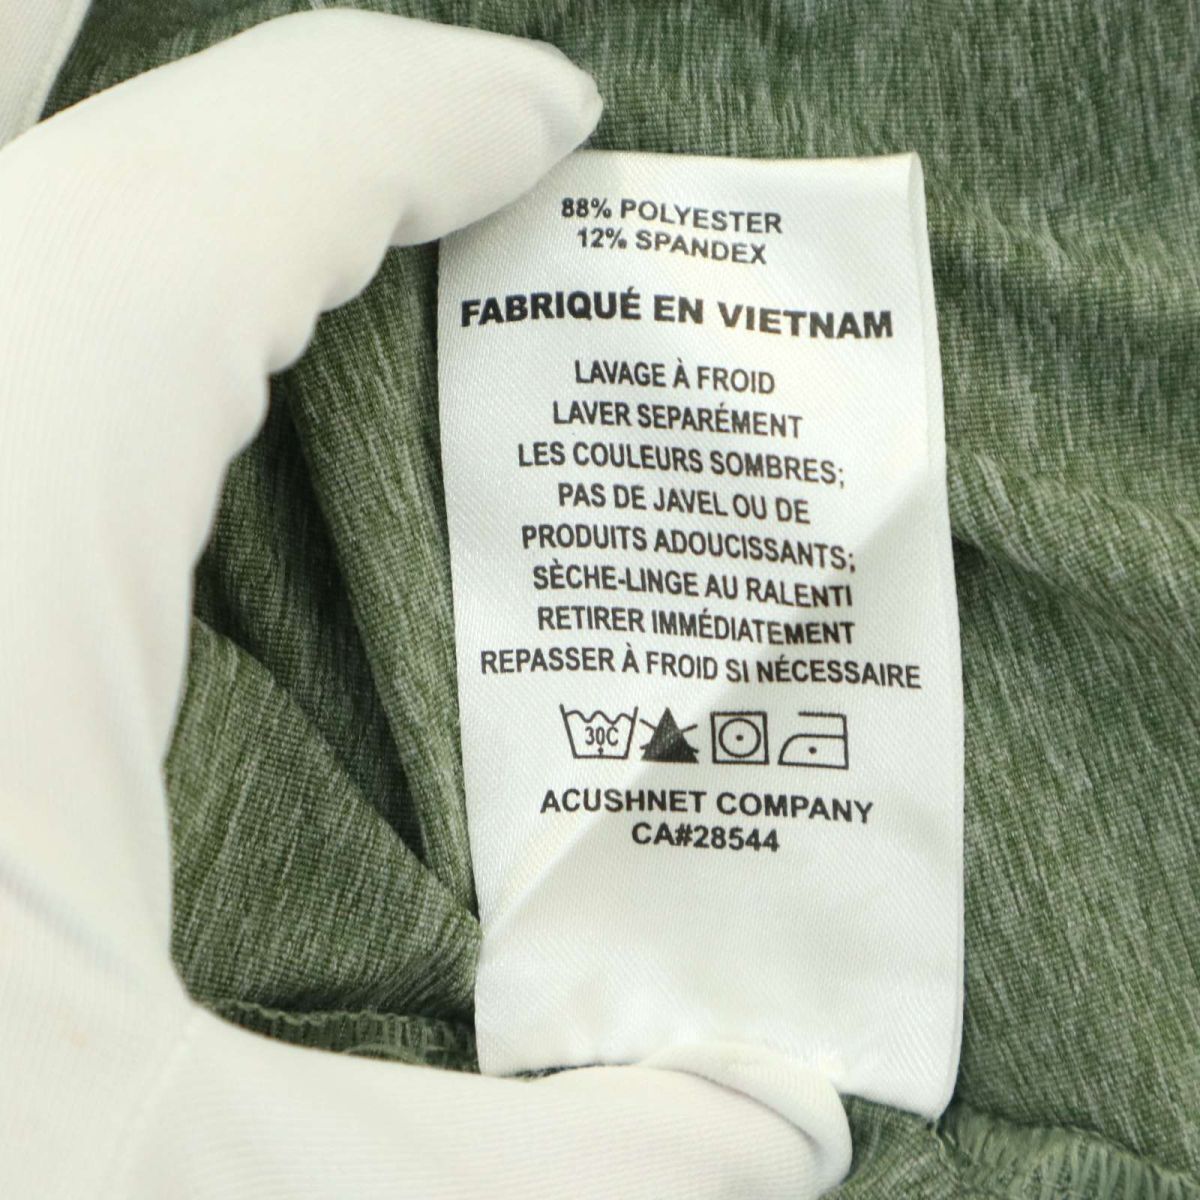 88% POLYESTER
12% SPANDEX
FABRIQUÉ EN VIETNAM
LAVAGE À FROID
LAVER SEPARÉMENT
LES COULEURS SOMBRES;
PAS DE JAVEL OU DE
PRODUITS ADOUCISSANTS;
SÈCHE-LINGE AU RALENTI
RETIRER IMMÉDIATEMENT
REPASSER À FROID SI NÉCESSAIRE
30C
ACUSHNET COMPANY
CA#28544